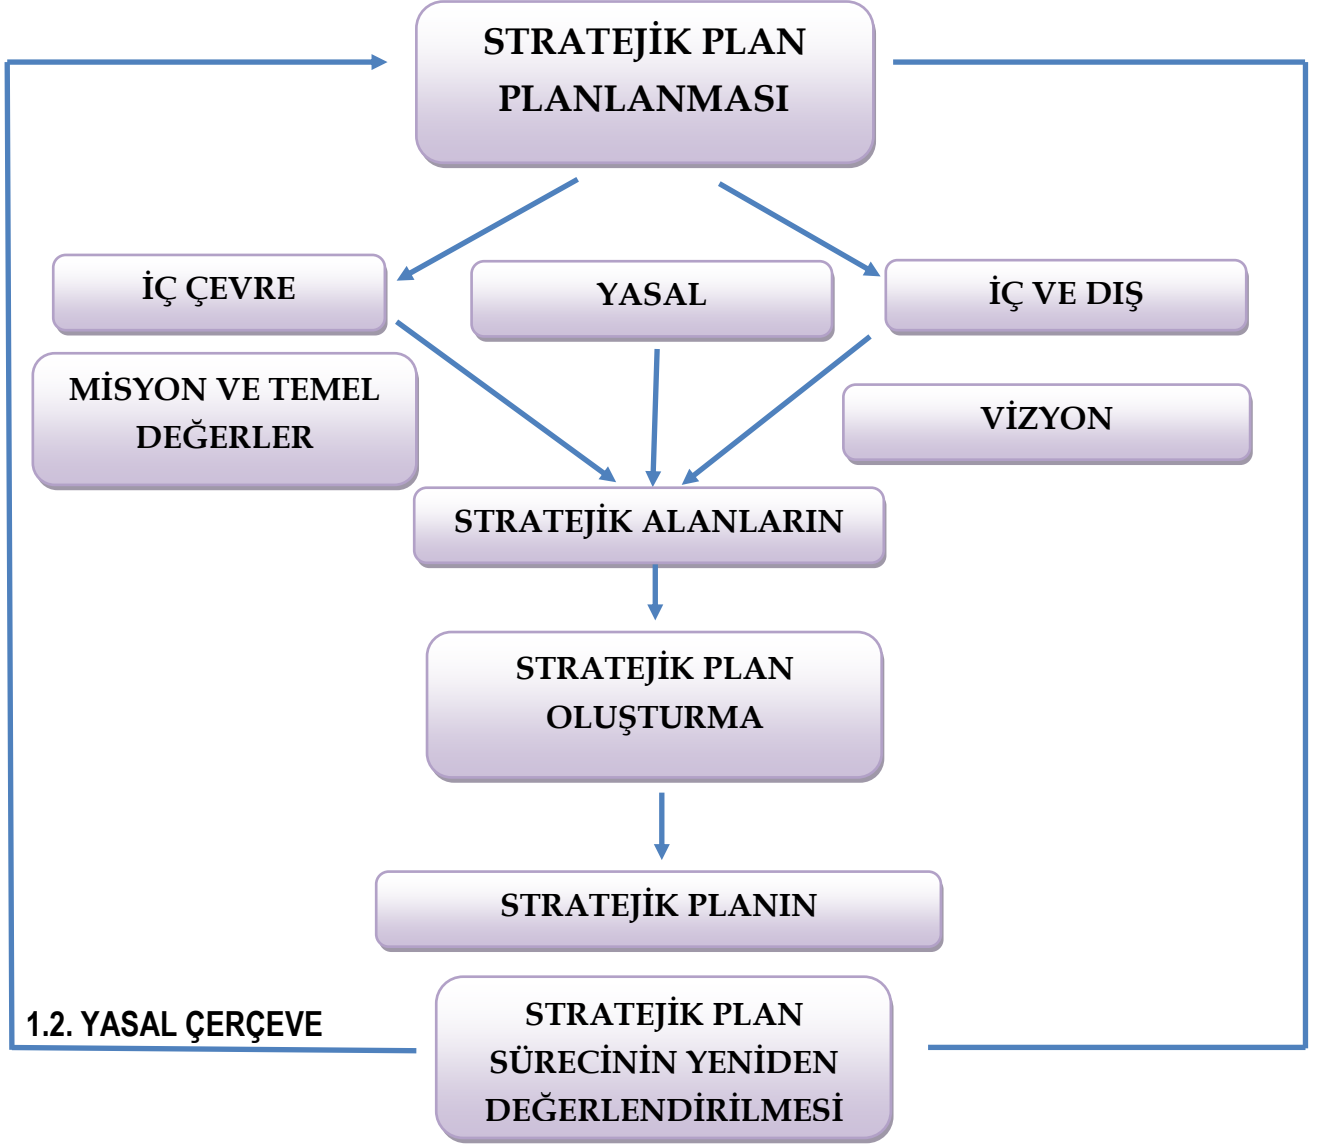 STRATEJİK PLAN
PLANLANMASI
İÇ ÇEVRE
YASAL
İÇ VE DIŞ
MİSYON VE TEMEL
DEĞERLER
VİZYON
STRATEJİK ALANLARIN
STRATEJİK PLAN
OLUŞTURMA
STRATEJİK PLANIN
1.2. YASAL ÇERÇEVE
STRATEJİK PLAN
SÜRECİNİN YENİDEN
DEĞERLENDİRİLMESİ